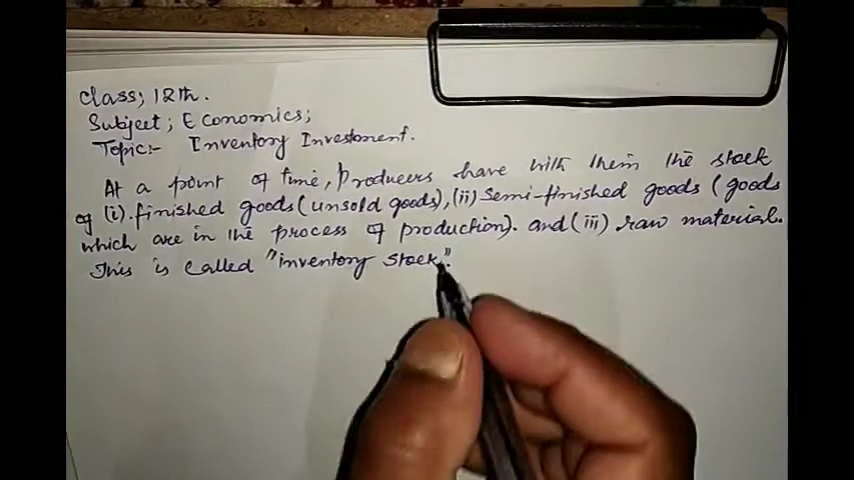 Class; 12th.
Subject; Economics;
Topic:- Inventory Investment.
At a point of time, Producers have with them the stock
of (i). finished goods (unsold goods), (ii) Semi-finished goods (goods
which are in the process of production). and (iii) raw material.
This is called "inventory stock".